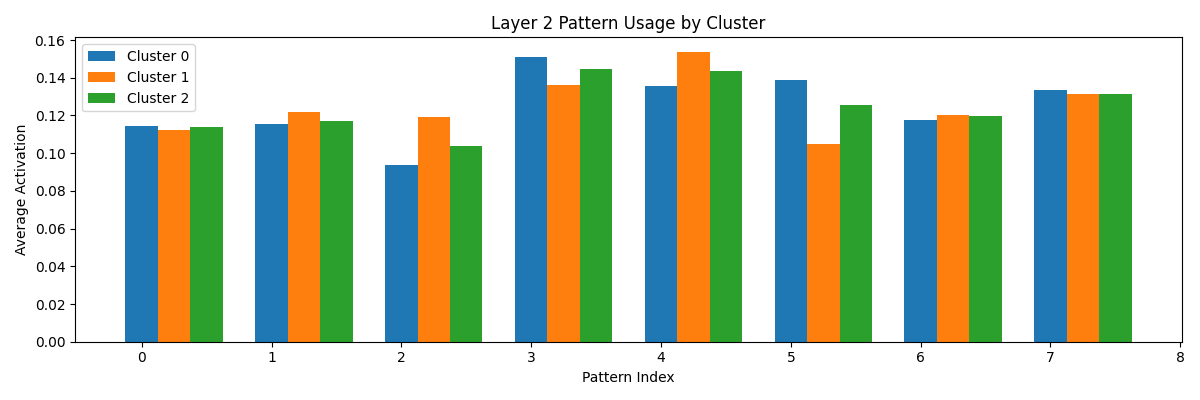 Layer 2 Pattern Usage by Cluster
Cluster 0
Cluster 1
Cluster 2
Average Activation
0.16
0.14
0.12
0.10
0.08
0.06
0.04
0.02
0.00
0 1 2 3 4 5 6 7 8
Pattern Index